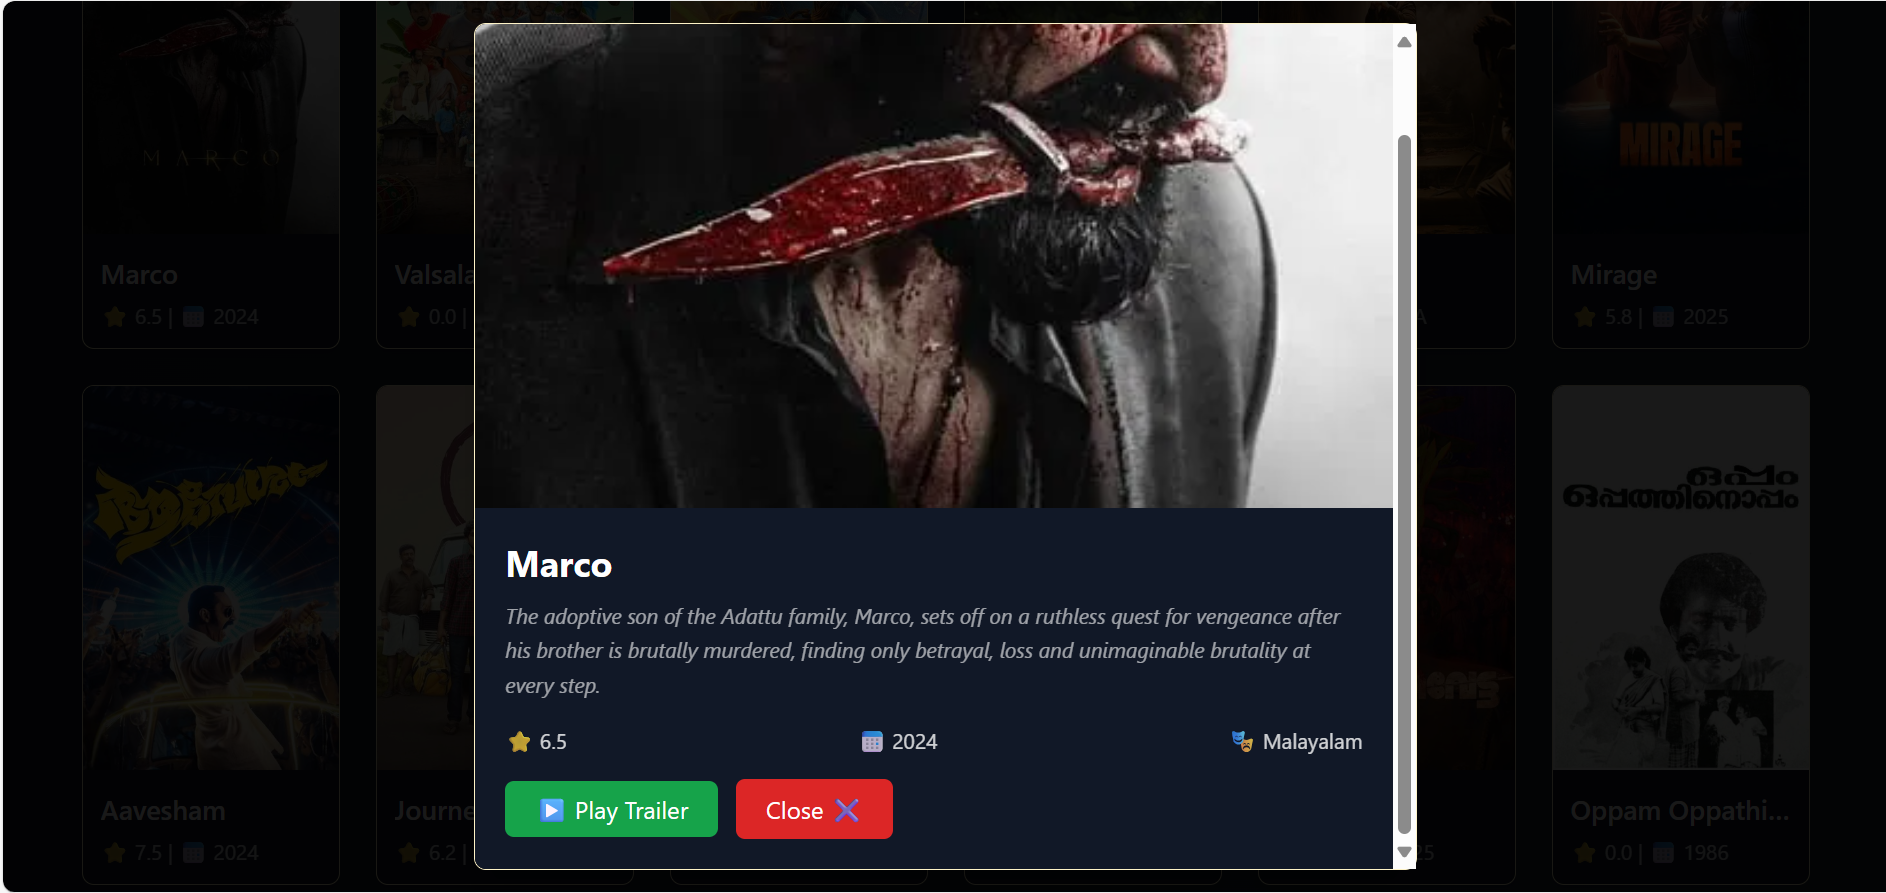 MARCO
MIRAGE
Marco
6.5 | 2024
Valsala
0.0 |
Mirage
5.8 | 2025
Marco
The adoptive son of the Adattu family, Marco, sets off on a ruthless quest for vengeance after
his brother is brutally murdered, finding only betrayal, loss and unimaginable brutality at
every step.
6.5 2024 Malayalam
Play Trailer Close
ഒപ്പം
ഒപ്പത്തിനൊപ്പം
Aavesham
7.5 | 2024
Journe
6.2 |
Oppam Oppathi...
0.0 | 1986